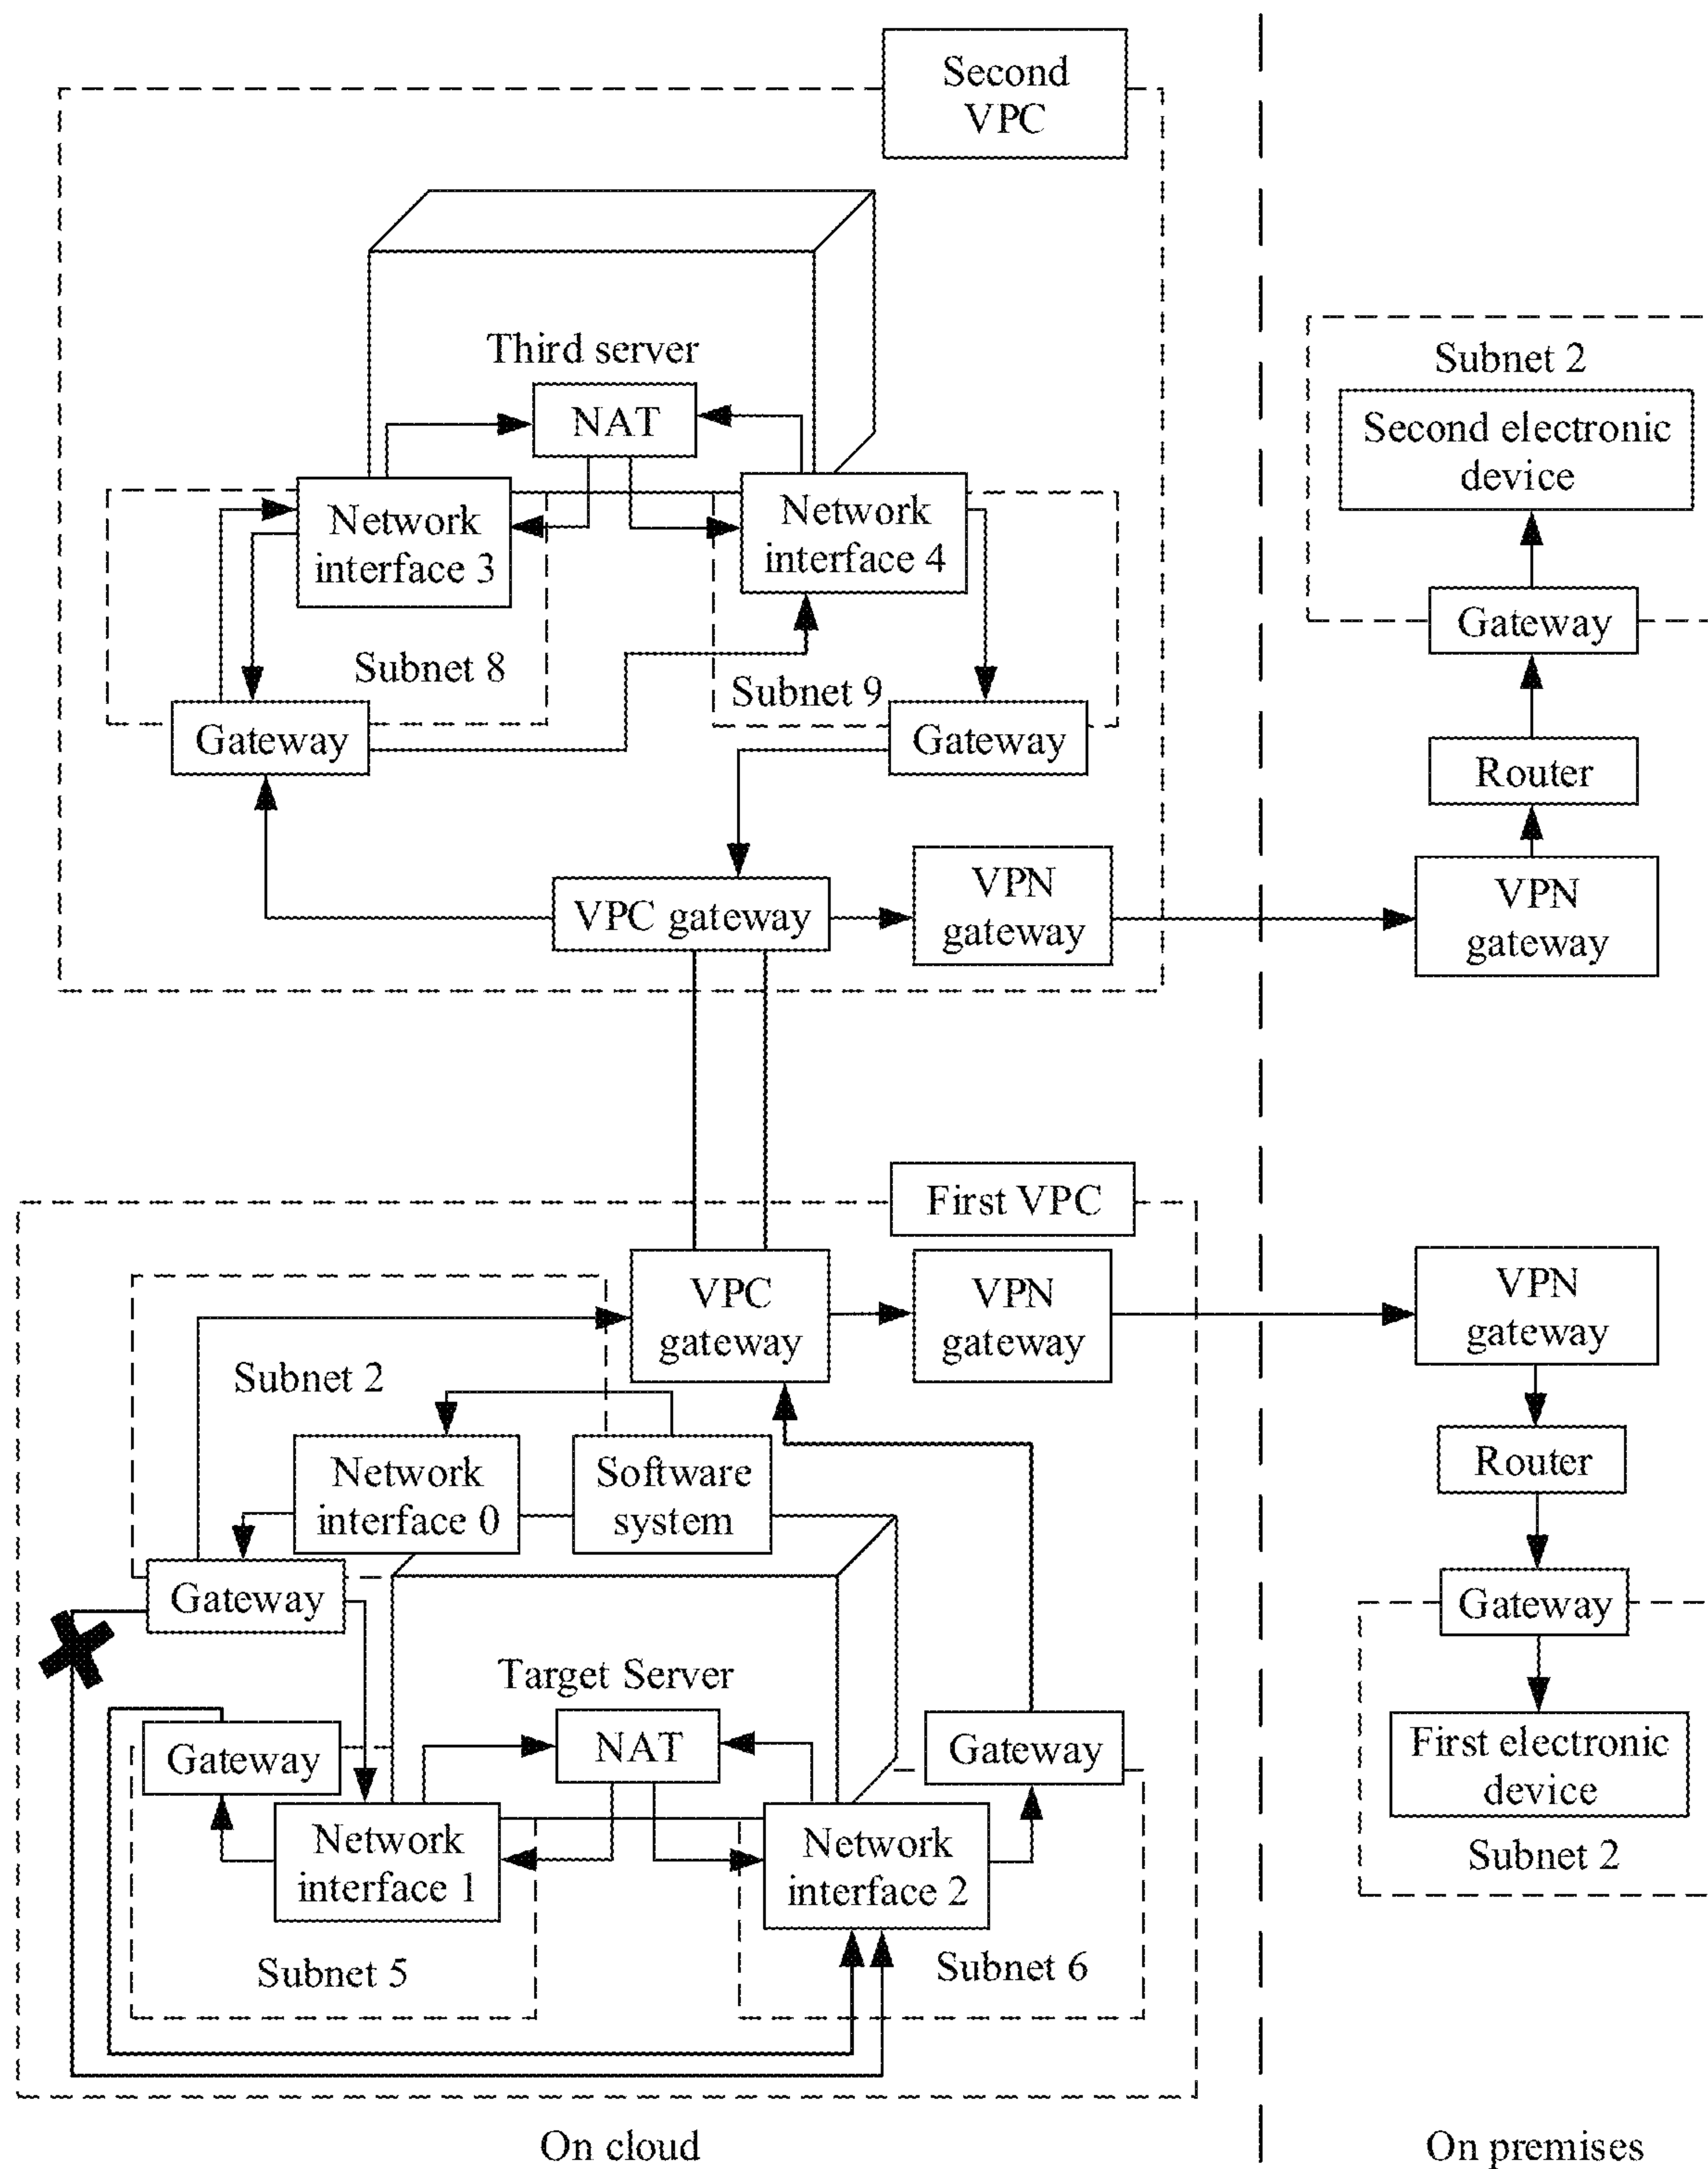 Second
VPC
Third server
NAT
Network
interface 3
Network
interface 4
Subnet 8
Subnet 9
Gateway
Gateway
VPC gateway
VPN
gateway
Subnet 2
Second electronic
device
Gateway
Router
VPN
gateway
First VPC
VPC
gateway
VPN
gateway
Subnet 2
Network
interface 0
Software
system
Gateway
Target Server
NAT
Gateway
Gateway
Network
interface 1
Network
interface 2
Subnet 5
Subnet 6
VPN
gateway
Router
Gateway
First electronic
device
Subnet 2
On cloud
On premises